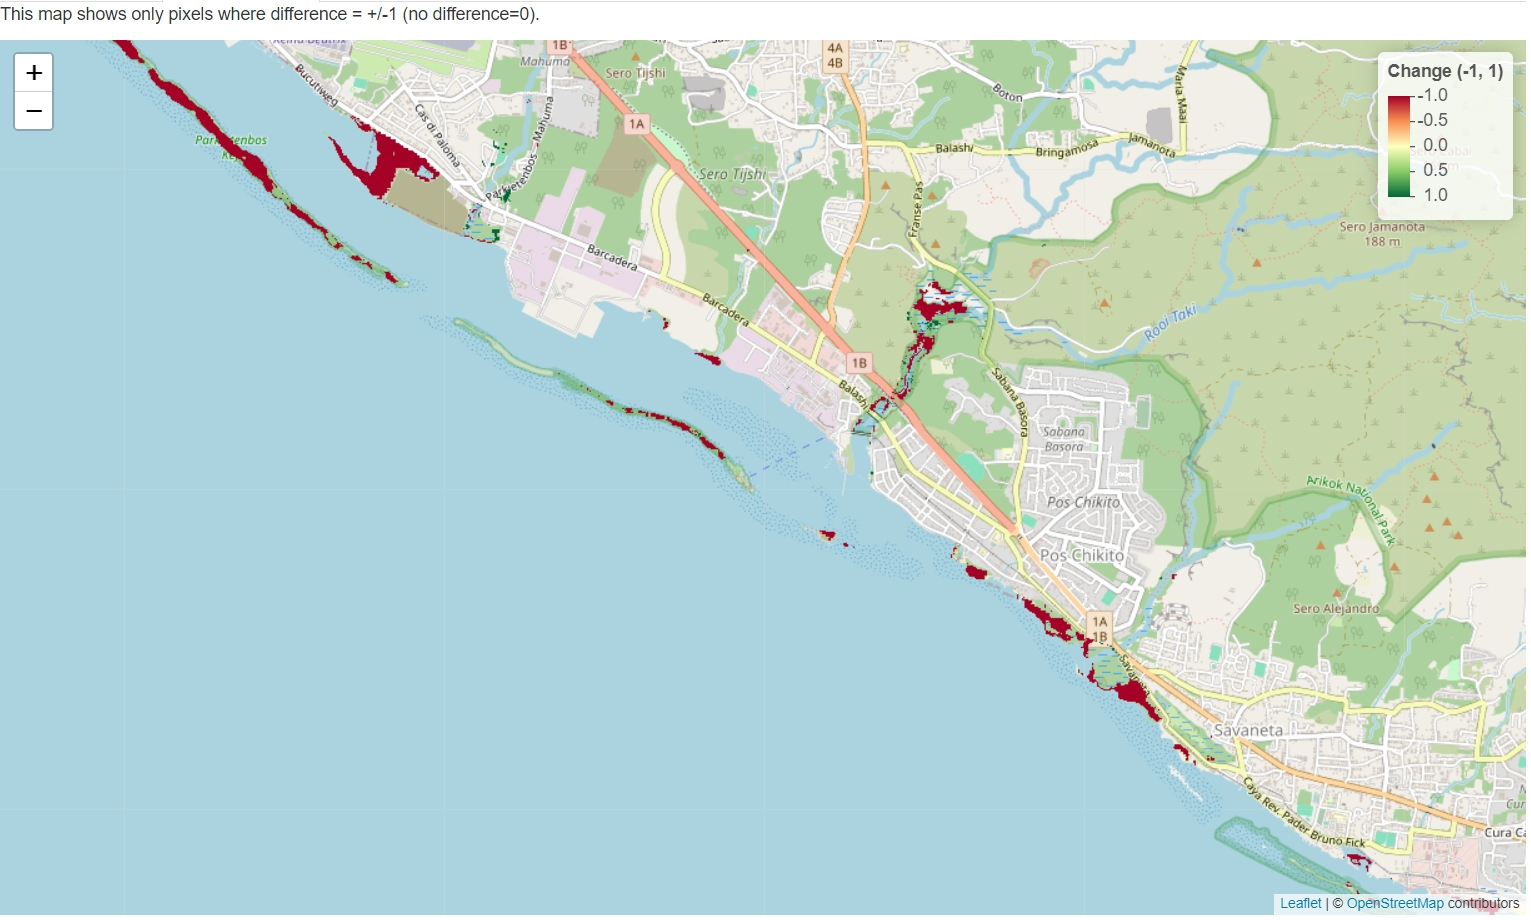 This map shows only pixels where difference = +/-1 (no difference=0).
+
−
Change (-1, 1)
-1.0
-0.5
0.0
0.5
1.0
1B
4A
4B
Mahuma
Sero Tijshi
Bucutiweg
Boton
Maria Maai
Cas di Paloma
1A
Parkietenbos - Mahuma
Balashi
Bringamosa
Jamanota
Sero Tijshi
Franse Pas
Sero Jamanota
188 m
Barcadera
Barcadera
Rooi Taki
1B
Balashi
Sabana Basora
Sabana
Basora
Arikok National Park
Pos Chikito
Pos Chikito
Sero Alejandro
1A
1B
Savaneta
Savaneta
Caya Rev. Pader Bruno Fick
Leaflet | © OpenStreetMap contributors